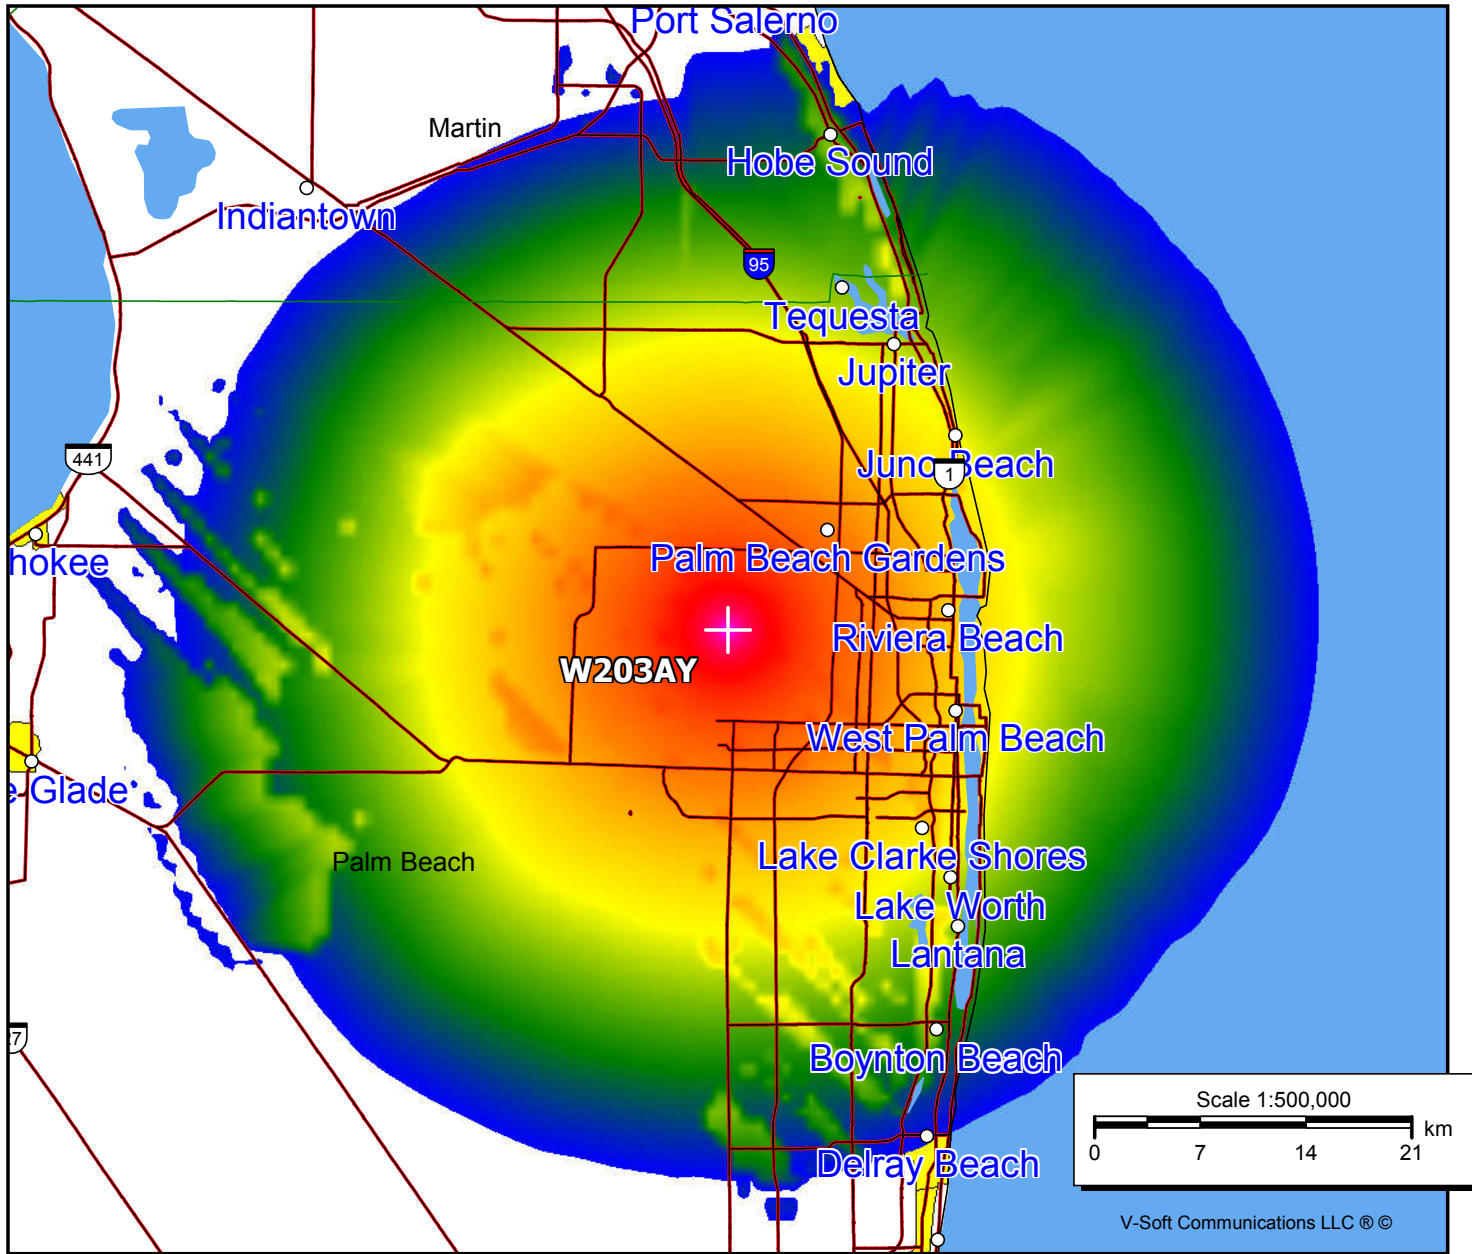 Port Salerno
Martin
Hobe Sound
Indiantown
95
Tequesta
Jupiter
441
Juno Beach
1
hokee
Palm Beach Gardens
Riviera Beach
W203AY
West Palm Beach
e Glade
Palm Beach
Lake Clarke Shores
Lake Worth
Lantana
27
Boynton Beach
Delray Beach
Scale 1:500,000
km
0 7 14 21
V-Soft Communications LLC ® ©